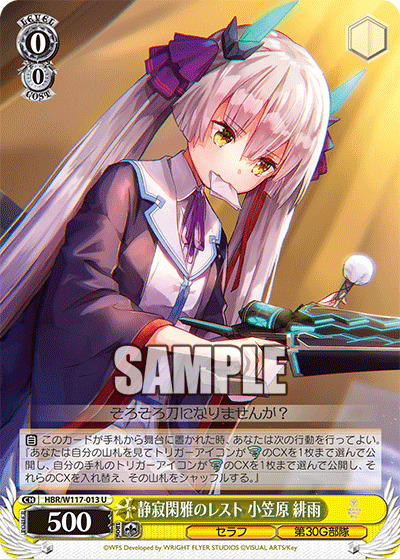 LEVEL
0
0
COST
SAMPLE
そろそろ刀になりませんか？
自 このカードが手札から舞台に置かれた時、あなたは次の行動を行ってよい。
『あなたは自分の山札を見てトリガーアイコンが のCXを1枚まで選んで公
開し、自分の手札のトリガーアイコンが のCXを1枚選んで公開し、そ
れらのCXを入れ替え、その山札をシャッフルする。』
CH HBR/W117-013 U
500
静寂閑雅のレスト 小笠原 緋雨
セラフ
第30G部隊
©WFS Developed by WRIGHT FLYER STUDIOS ©VISUAL ARTS/Key